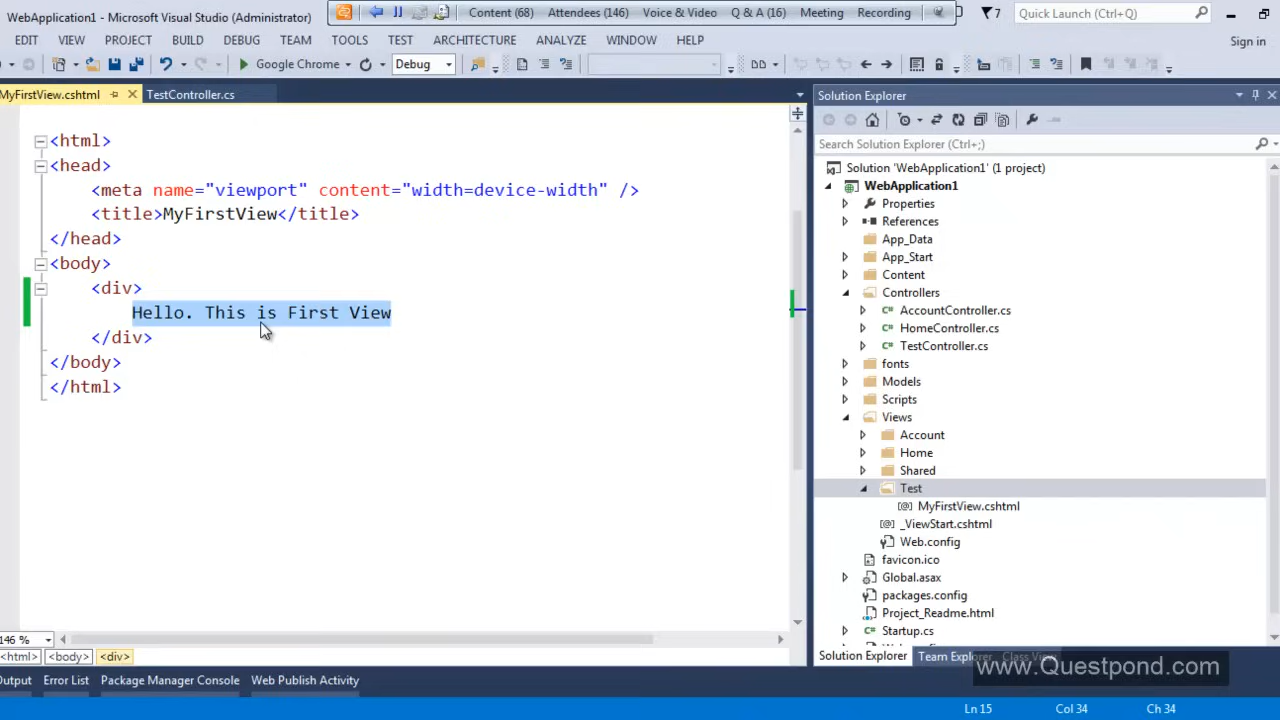 WebApplication1 - Microsoft Visual Studio (Administrator)
Content (68) Attendees (146) Voice & Video Q & A (16) Meeting Recording
7 Quick Launch (Ctrl+Q)
EDIT VIEW PROJECT BUILD DEBUG TEAM TOOLS TEST ARCHITECTURE ANALYZE WINDOW HELP
Sign in
Google Chrome Debug
MyFirstView.cshtml TestController.cs
<html>
<head>
<meta name="viewport" content="width=device-width" />
<title>MyFirstView</title>
</head>
<body>
<div>
Hello. This is First View
</div>
</body>
</html>
146 %
<html> <body> <div>
Output Error List Package Manager Console Web Publish Activity
Solution Explorer
Search Solution Explorer (Ctrl+;)
Solution 'WebApplication1' (1 project)
WebApplication1
Properties
References
App_Data
App_Start
Content
Controllers
AccountController.cs
HomeController.cs
TestController.cs
fonts
Models
Scripts
Views
Account
Home
Shared
Test
MyFirstView.cshtml
_ViewStart.cshtml
Web.config
favicon.ico
Global.asax
packages.config
Project_Readme.html
Startup.cs
Solution Explorer Team Explorer Class View
www.Questpond.com
Ln 15 Col 34 Ch 34